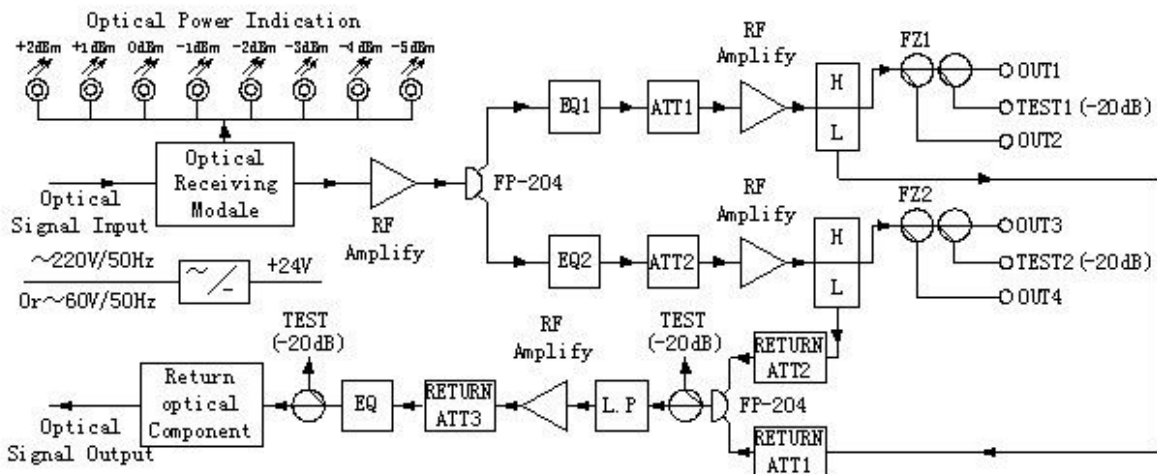 Optical Power Indication
+2dBm +1dBm 0dBm -1dBm -2dBm -3dBm -4dBm -5dBm
Optical
Receiving
Modale
Optical
Signal Input
RF
Amplify
FP-204
EQ1
ATT1
RF
Amplify
H
L
FZ1
OUT1
TEST1(-20dB)
OUT2
EQ2
ATT2
RF
Amplify
H
L
FZ2
OUT3
TEST2(-20dB)
OUT4
~220V/50Hz
Or~60V/50Hz
~
-
+24V
Return
optical
Component
Optical
Signal Output
TEST
(-20dB)
EQ
RETURN
ATT3
RF
Amplify
L.P
TEST
(-20dB)
FP-204
RETURN
ATT2
RETURN
ATT1